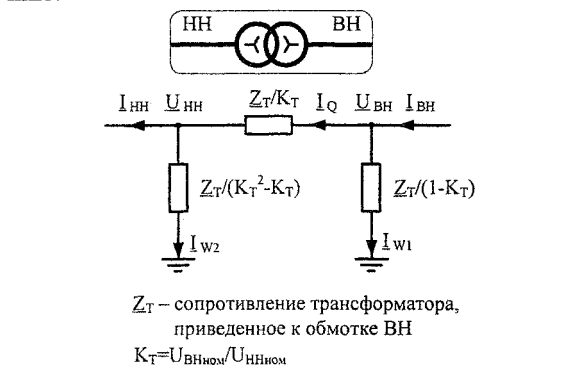 НН ВН
I НН U НН Z Т/K Т I Q U ВН I ВН
Z Т/(K Т²-K Т) Z Т/(1-K Т)
I W2 I W1
Z Т – сопротивление трансформатора,
приведенное к обмотке ВН
K Т=U ВНном/U ННном